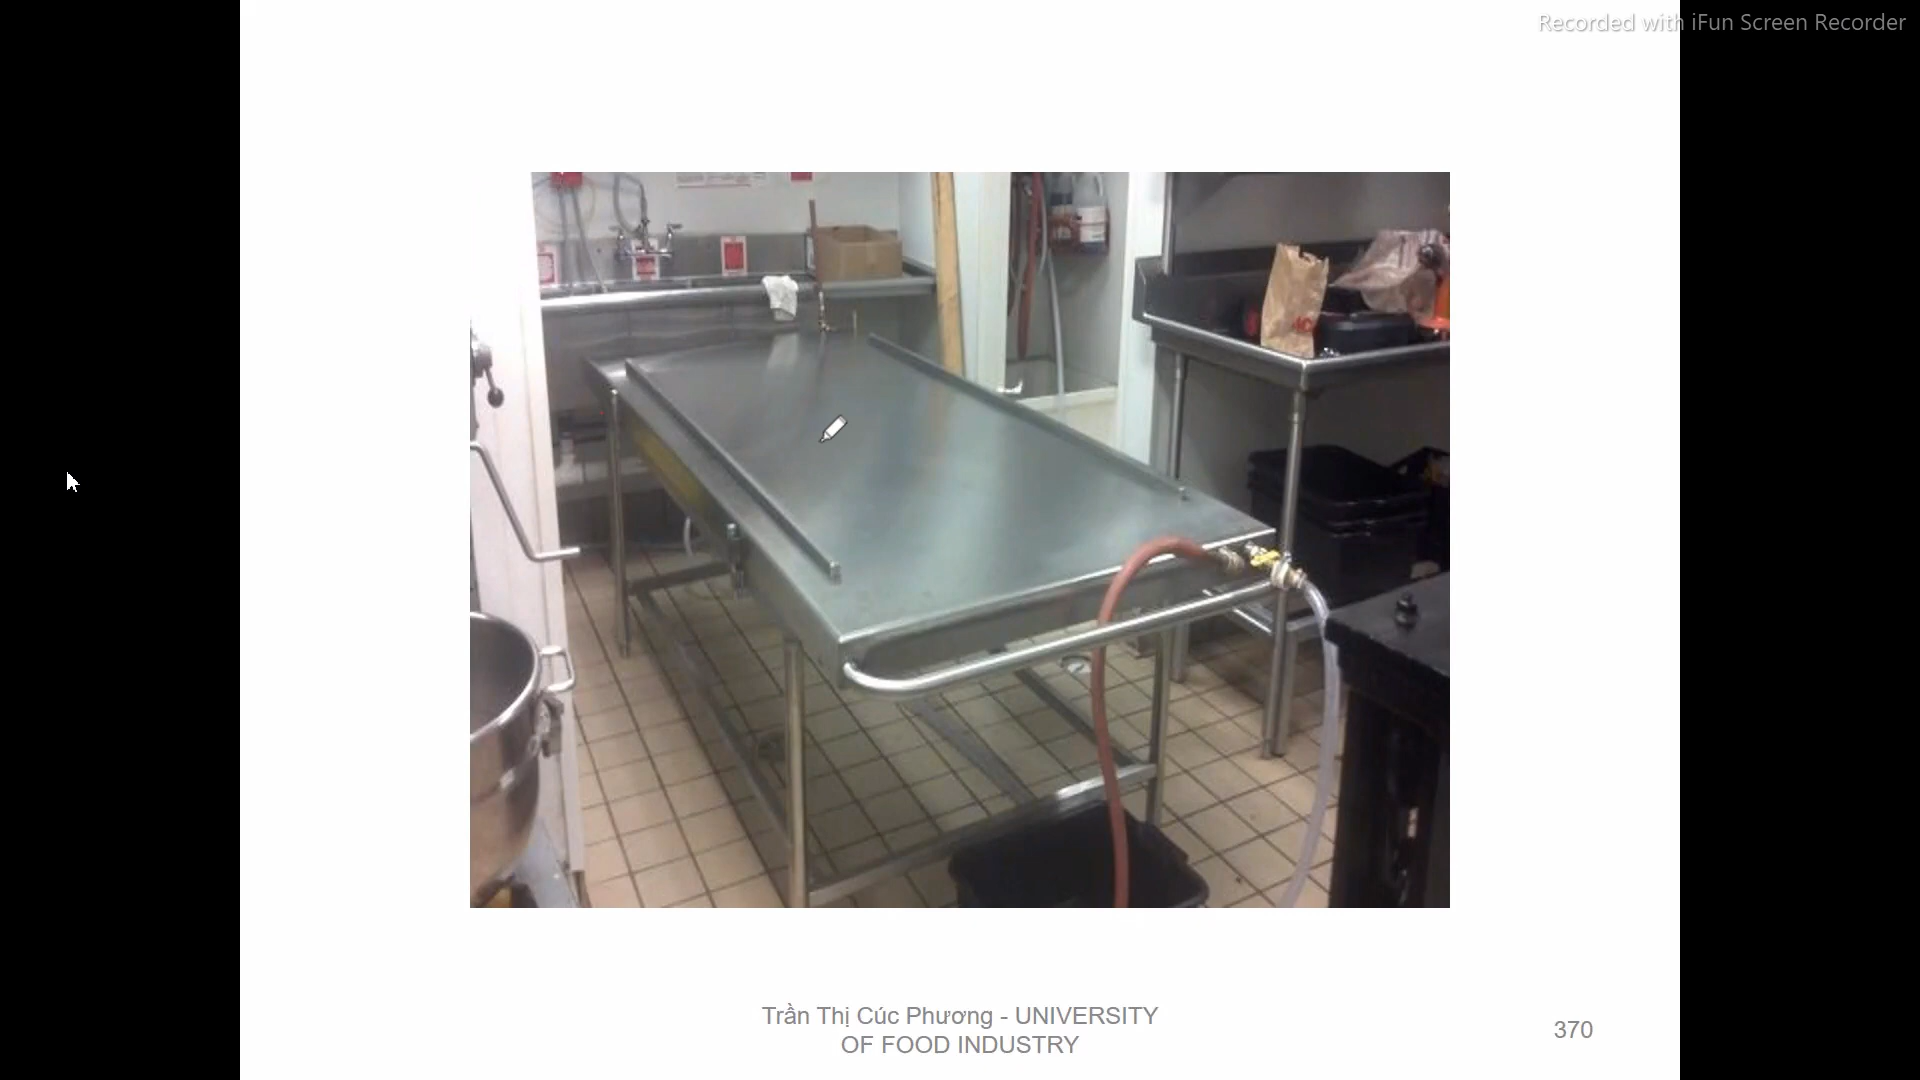 Recorded with iFun Screen Recorder
Trần Thị Cúc Phương - UNIVERSITY
OF FOOD INDUSTRY
370